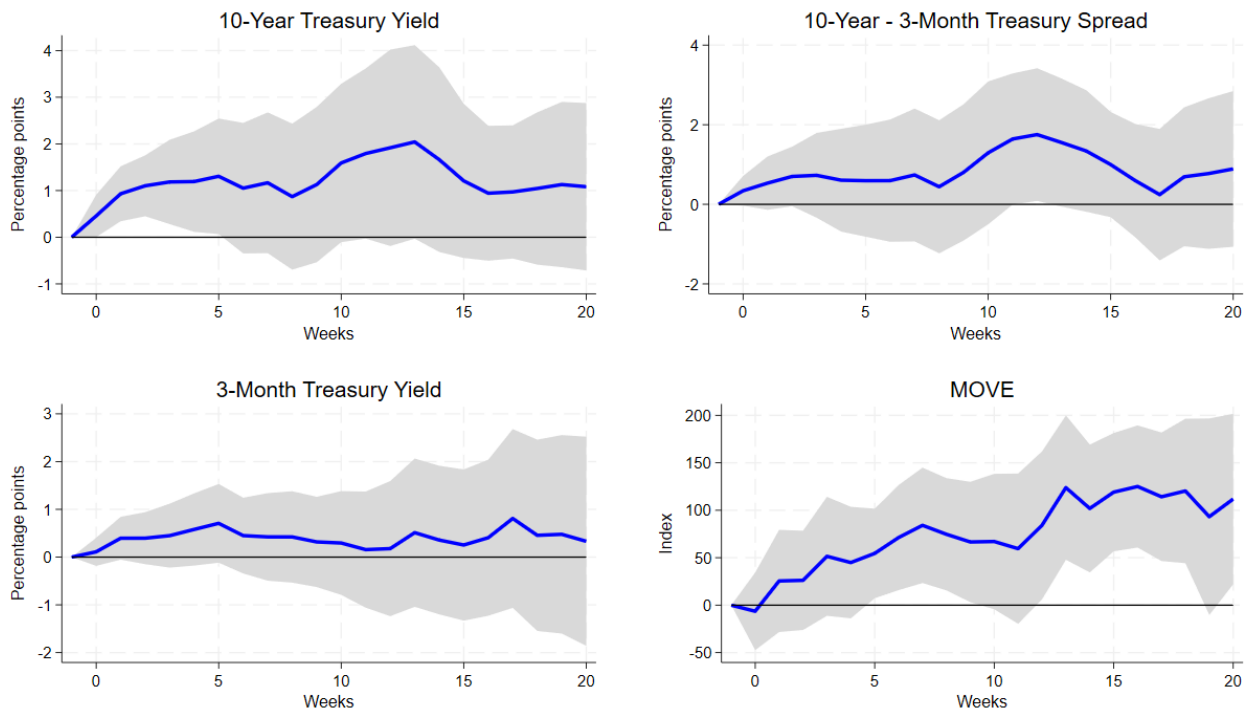 10-Year Treasury Yield
4
3
2
1
0
-1
Percentage points
0 5 10 15 20
Weeks
10-Year - 3-Month Treasury Spread
4
2
0
-2
Percentage points
0 5 10 15 20
Weeks
3-Month Treasury Yield
3
2
1
0
-1
-2
Percentage points
0 5 10 15 20
Weeks
MOVE
200
150
100
50
0
-50
Index
0 5 10 15 20
Weeks